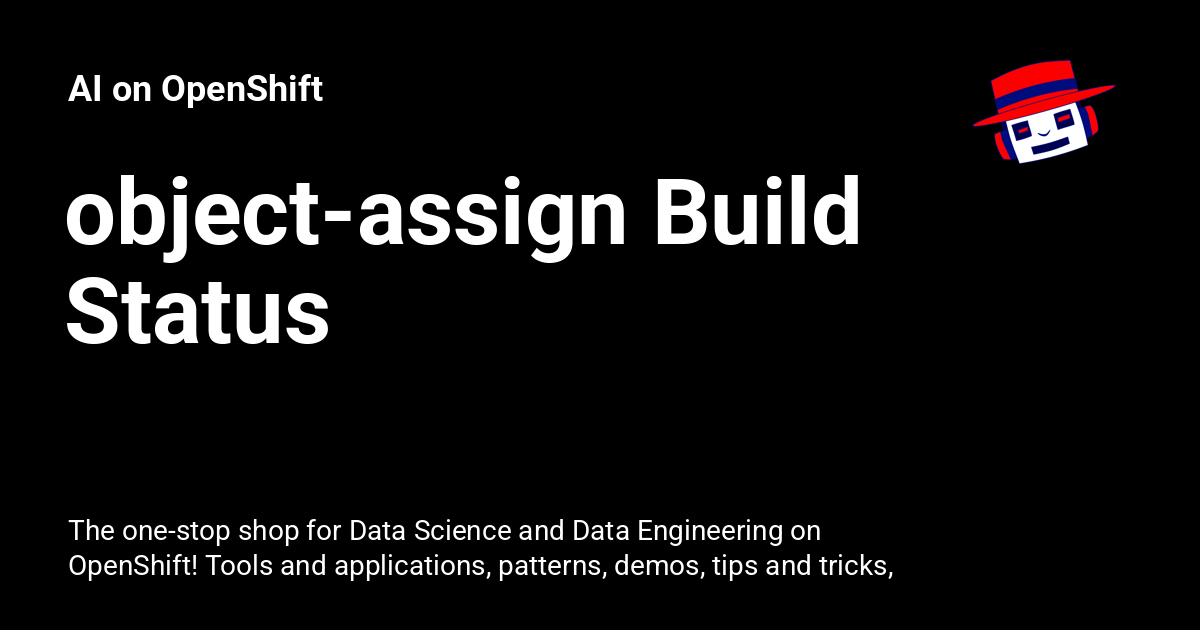 AI on OpenShift
object-assign Build
Status
The one-stop shop for Data Science and Data Engineering on
OpenShift! Tools and applications, patterns, demos, tips and tricks,